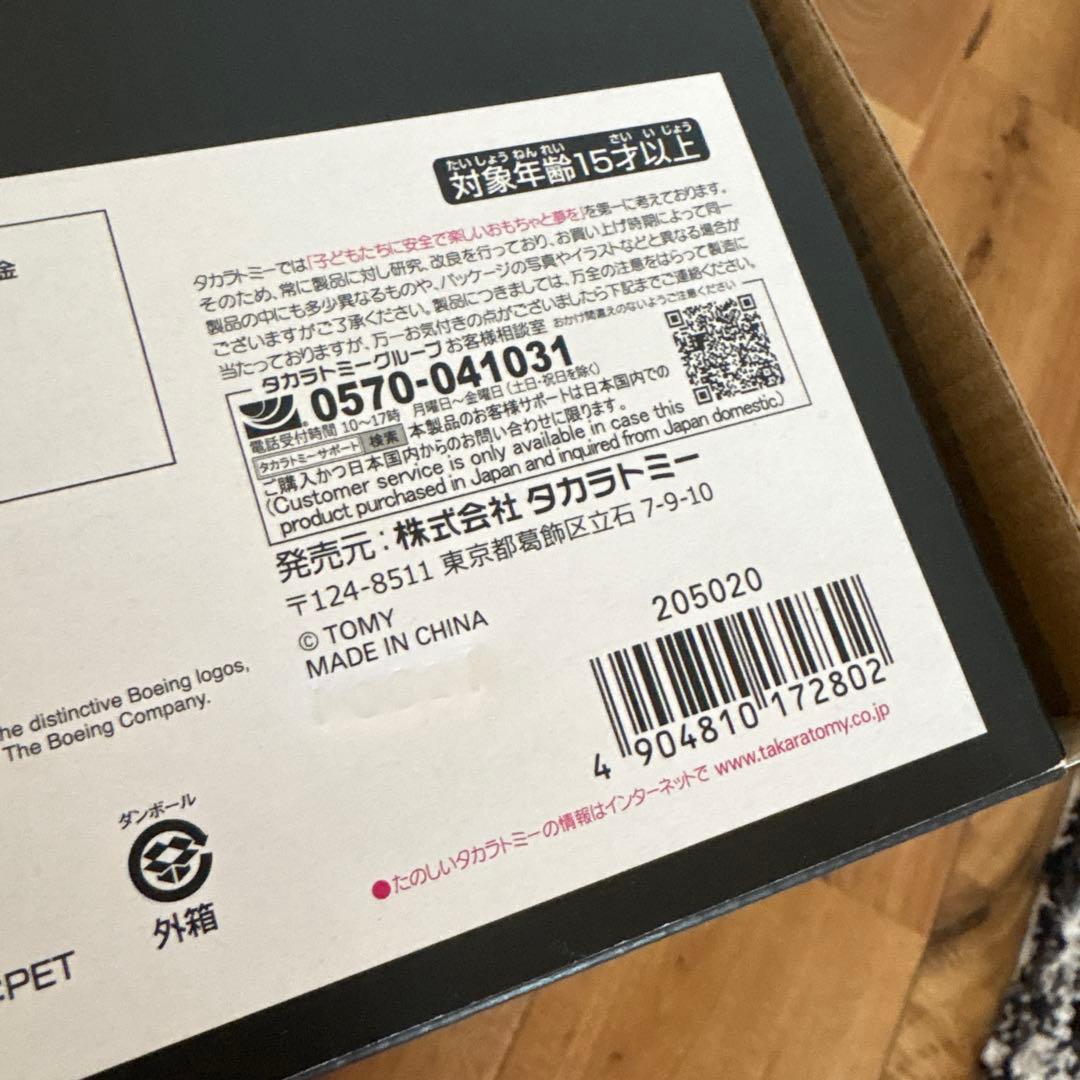 金
たいしょうねんれい さいいじょう
対象年齢15才以上
タカラトミーでは「子どもたちに安全で楽しいおもちゃと夢を」を第一に考えております。
そのため、常に製品に対し研究、改良を行っており、お買い上げ時期によって同一
製品の中にも多少異なるものや、パッケージの写真やイラストなどと異なる場合が
ございますがご了承ください。製品につきましては、万全の注意をはらって製造に
当たっておりますが、万一お気付きの点がございましたら下記までご連絡ください。
タカラトミーグループお客様相談室 おかけ間違えのないようご注意ください
0570-041031
電話受付時間 10〜17時 月曜日〜金曜日(土日・祝日を除く)
タカラトミーサポート 検索 本製品のお客様サポートは日本国内での
ご購入かつ日本国内からのお問い合わせに限ります。
(Customer service is only available in case this
product purchased in Japan and inquired from Japan domestic.)
発売元:株式会社タカラトミー
〒124-8511 東京都葛飾区立石 7-9-10
© TOMY
MADE IN CHINA
205020
4 904810 172802
he distinctive Boeing logos,
The Boeing Company.
ダンボール
外箱
:PET
●たのしいタカラトミーの情報はインターネットで www.takaratomy.co.jp